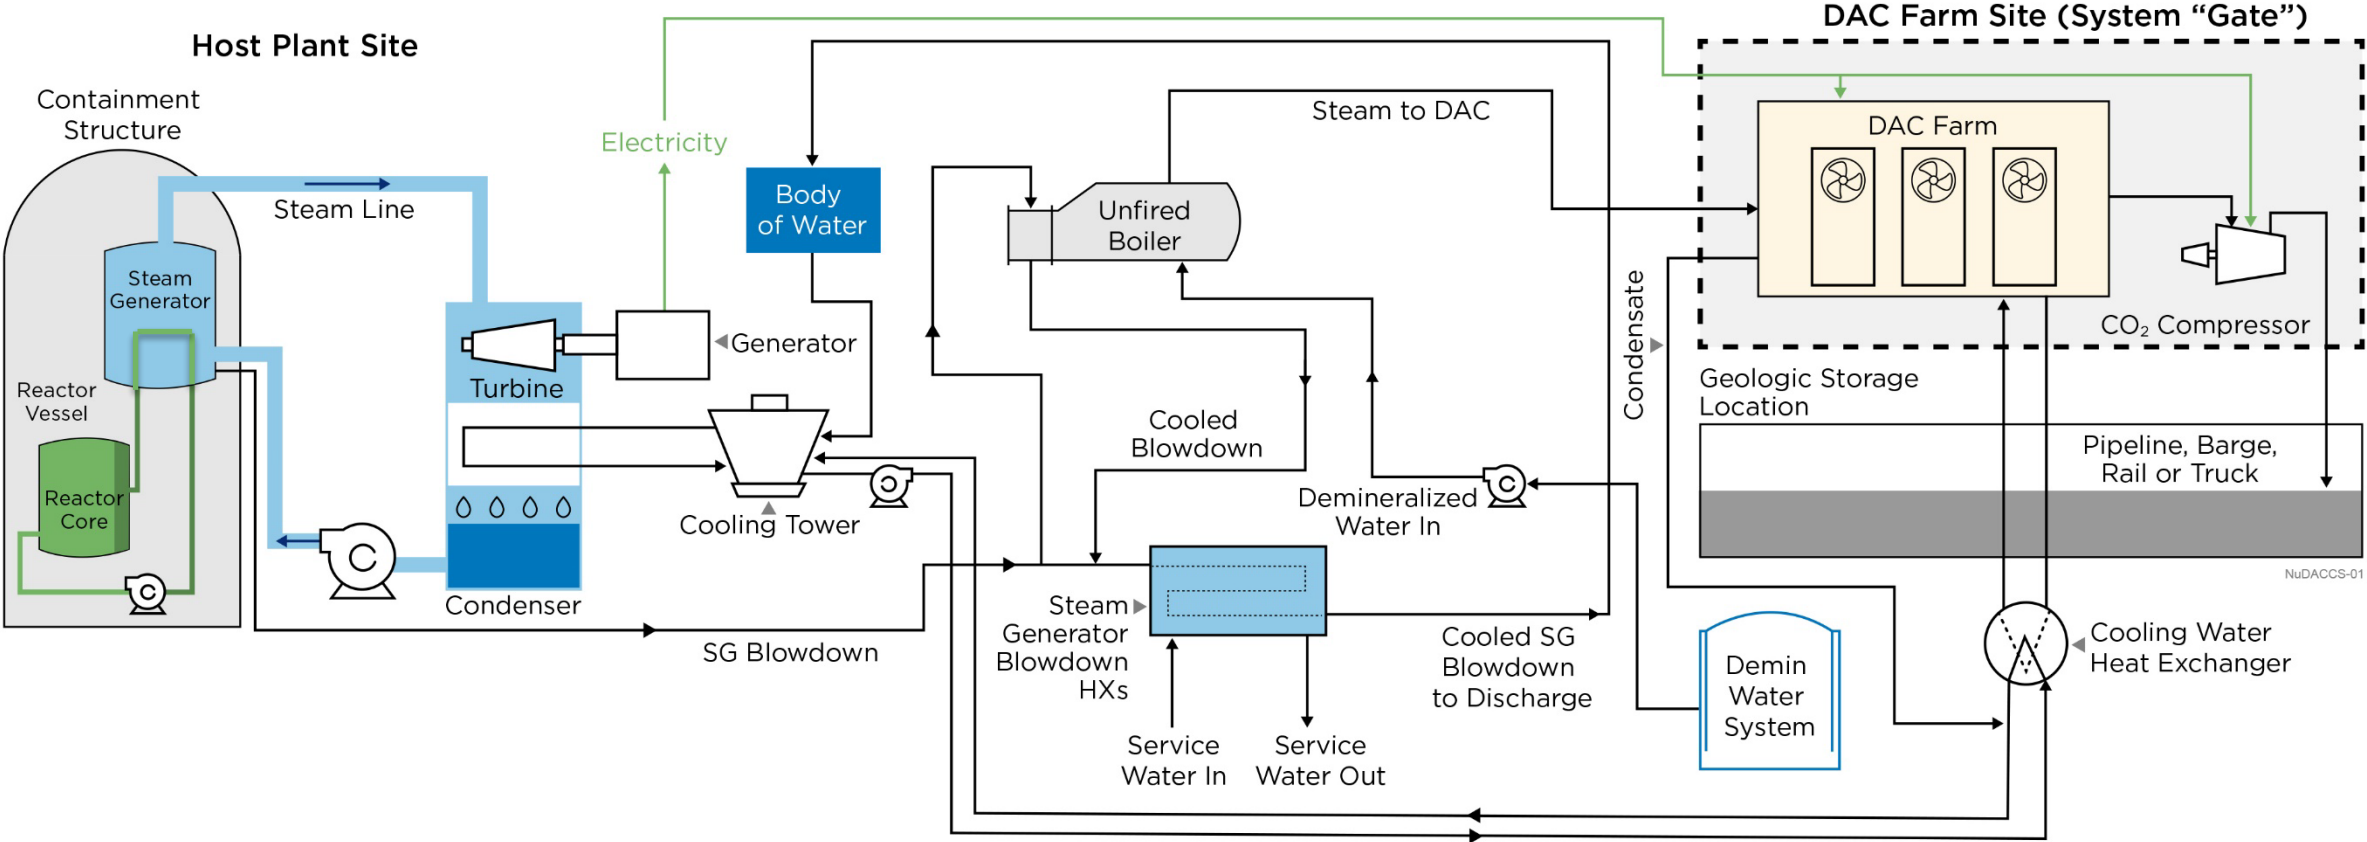 Host Plant Site
DAC Farm Site (System “Gate”)
Containment
Structure
Steam Line
Steam
Generator
Reactor
Vessel
Reactor
Core
Turbine
Condenser
Electricity
Generator
Body
of Water
Cooling Tower
SG Blowdown
Unfired
Boiler
Steam to DAC
Cooled
Blowdown
Demineralized
Water In
Steam
Generator
Blowdown
HXs
Service
Water In
Service
Water Out
Cooled SG
Blowdown
to Discharge
Condensate
DAC Farm
CO₂ Compressor
Geologic Storage
Location
Pipeline, Barge,
Rail or Truck
NuDACCS-01
Demin
Water
System
Cooling Water
Heat Exchanger
C
C
C
C